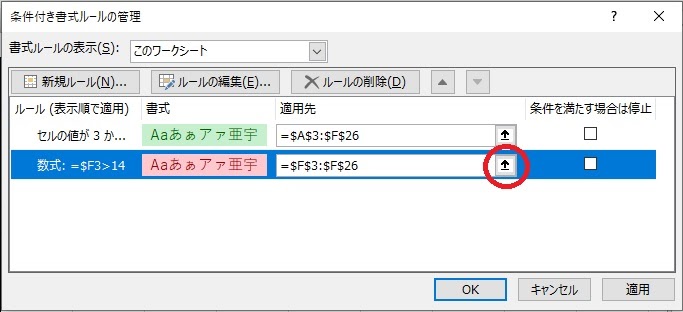 条件付き書式ルールの管理
書式ルールの表示(S): このワークシート
新規ルール(N)... ルールの編集(E)... ルールの削除(D)
ルール (表示順で適用) 書式 適用先 条件を満たす場合は停止
セルの値が 3 か... Aaあぁアァ亜宇 =$A$3:$F$26
数式: =$F3>14 Aaあぁアァ亜宇 =$F$3:$F$26
OK キャンセル 適用